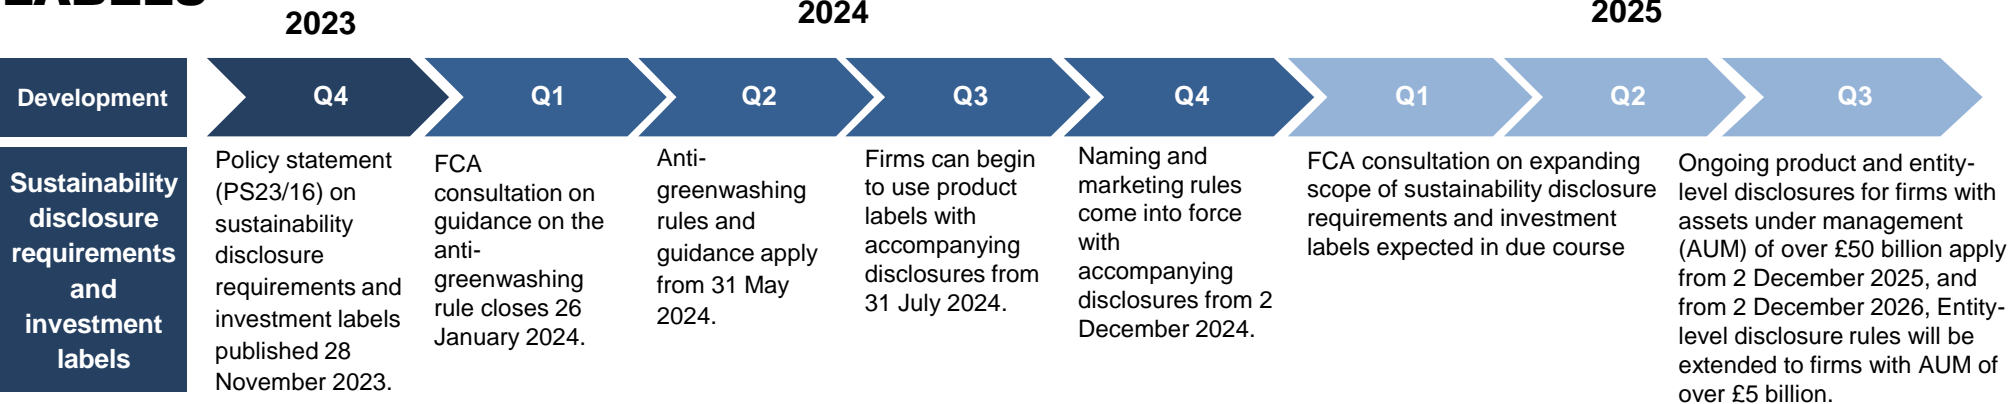 LABELS
2023
2024
2025
Development
Q4
Q1
Q2
Q3
Q4
Q1
Q2
Q3
Sustainability
disclosure
requirements
and
investment
labels
Policy statement
(PS23/16) on
sustainability
disclosure
requirements and
investment labels
published 28
November 2023.
FCA
consultation on
guidance on the
anti-
greenwashing
rule closes 26
January 2024.
Anti-
greenwashing
rules and
guidance apply
from 31 May
2024.
Firms can begin
to use product
labels with
accompanying
disclosures from
31 July 2024.
Naming and
marketing rules
come into force
with
accompanying
disclosures from 2
December 2024.
FCA consultation on expanding
scope of sustainability disclosure
requirements and investment
labels expected in due course
Ongoing product and entity-
level disclosures for firms with
assets under management
(AUM) of over £50 billion apply
from 2 December 2025, and
from 2 December 2026, Entity-
level disclosure rules will be
extended to firms with AUM of
over £5 billion.